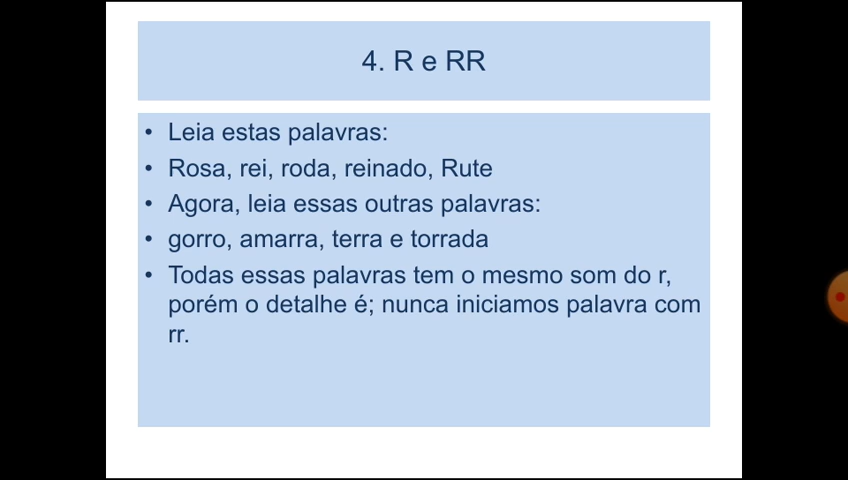 4. R e RR
• Leia estas palavras:
• Rosa, rei, roda, reinado, Rute
• Agora, leia essas outras palavras:
• gorro, amarra, terra e torrada
• Todas essas palavras tem o mesmo som do r,
porém o detalhe é; nunca iniciamos palavra com
rr.